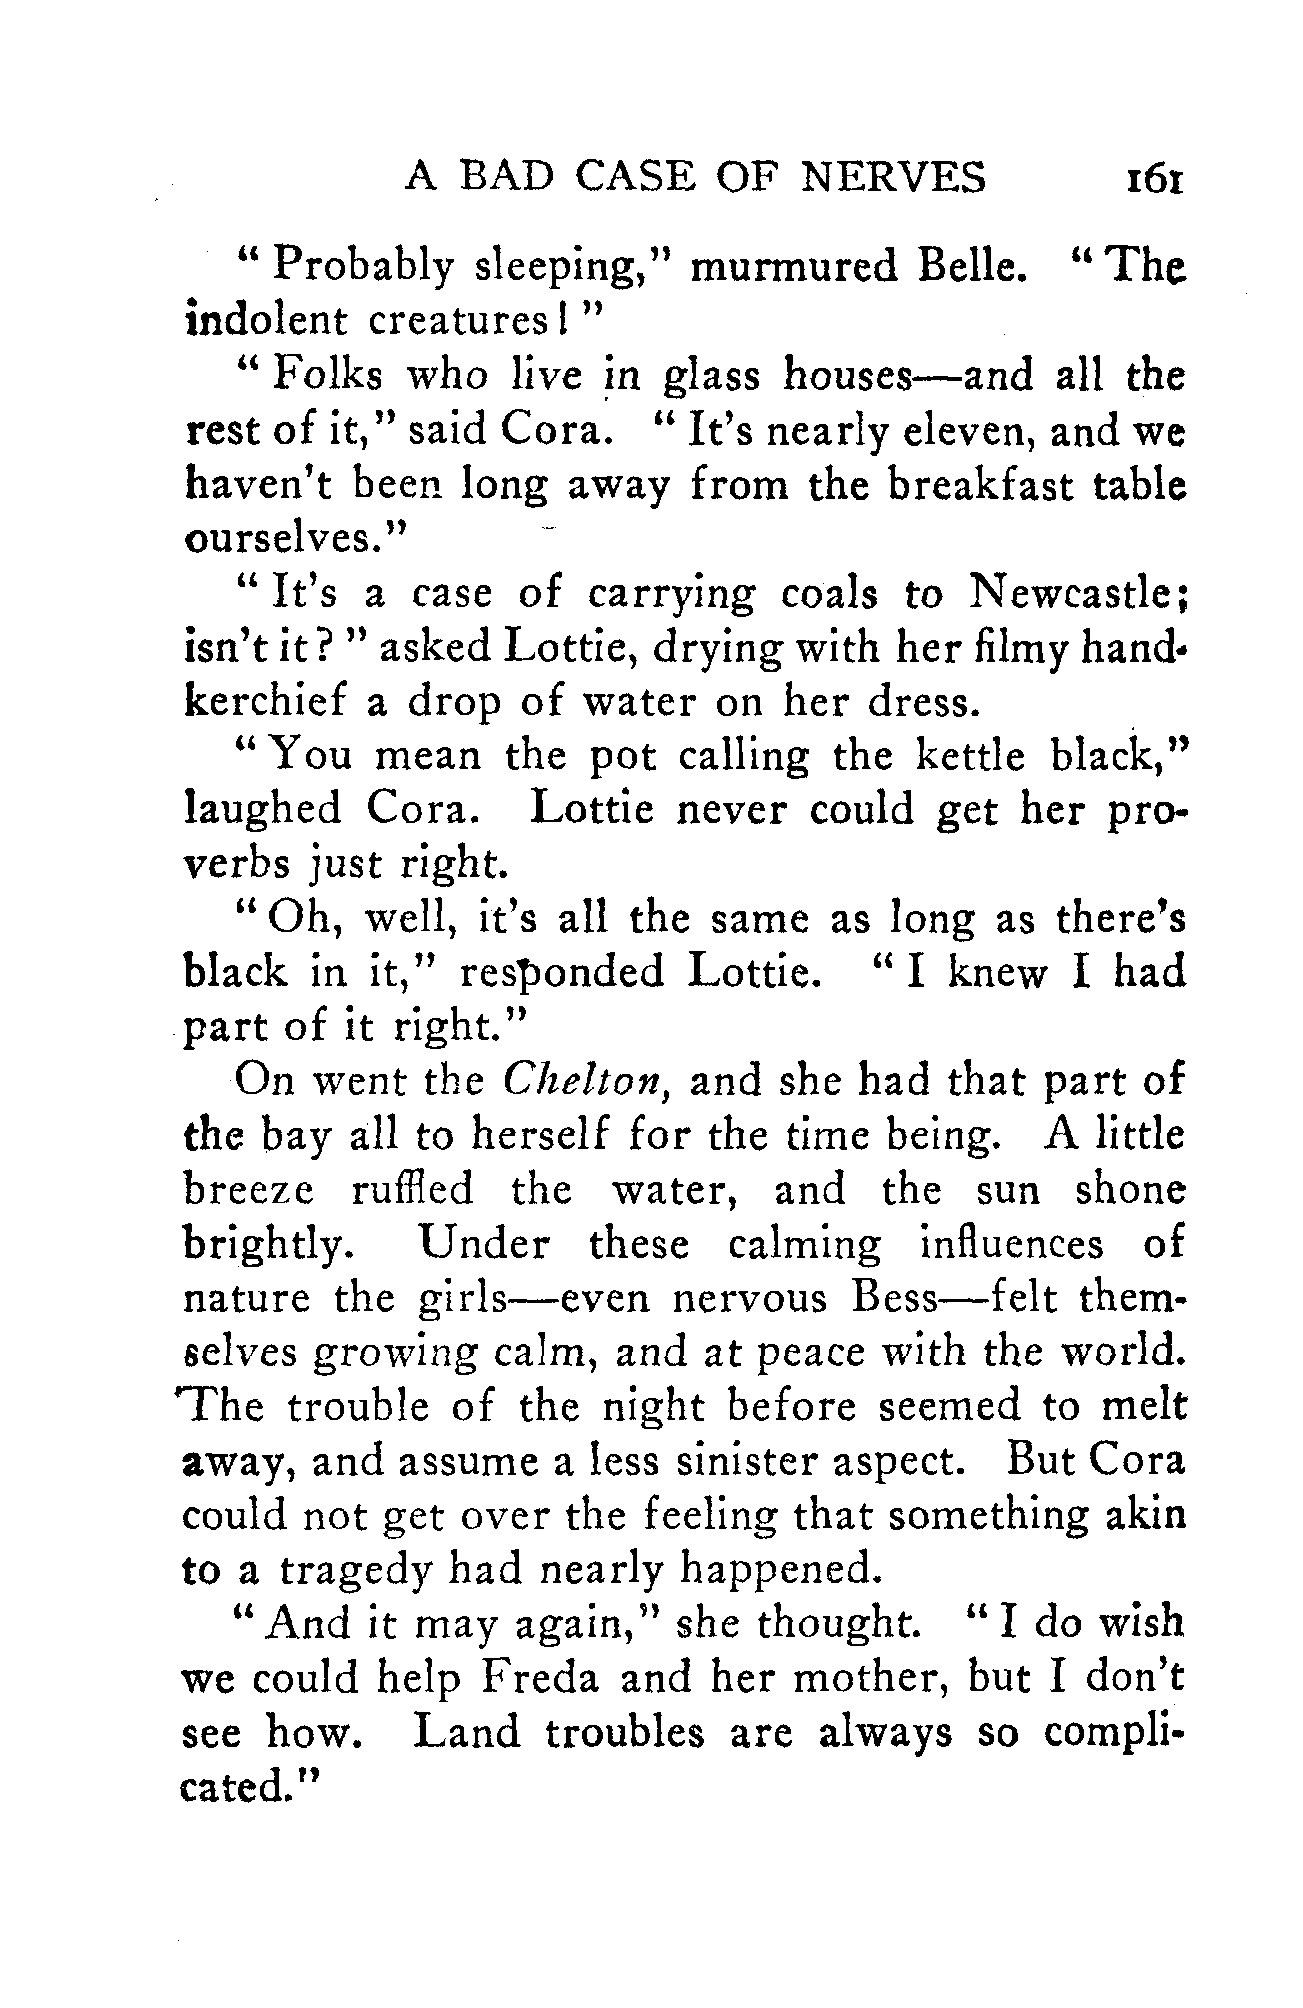 A BAD CASE OF NERVES 161
“Probably sleeping,” murmured Belle. “The
indolent creatures!”
“Folks who live in glass houses—and all the
rest of it,” said Cora. “It’s nearly eleven, and we
haven’t been long away from the breakfast table
ourselves.”
“It’s a case of carrying coals to Newcastle;
isn’t it?” asked Lottie, drying with her filmy hand-
kerchief a drop of water on her dress.
“You mean the pot calling the kettle black,”
laughed Cora. Lottie never could get her pro-
verbs just right.
“Oh, well, it’s all the same as long as there’s
black in it,” responded Lottie. “I knew I had
part of it right.”
On went the Chelton, and she had that part of
the bay all to herself for the time being. A little
breeze ruffled the water, and the sun shone
brightly. Under these calming influences of
nature the girls—even nervous Bess—felt them-
selves growing calm, and at peace with the world.
The trouble of the night before seemed to melt
away, and assume a less sinister aspect. But Cora
could not get over the feeling that something akin
to a tragedy had nearly happened.
“And it may again,” she thought. “I do wish
we could help Freda and her mother, but I don’t
see how. Land troubles are always so compli-
cated.”